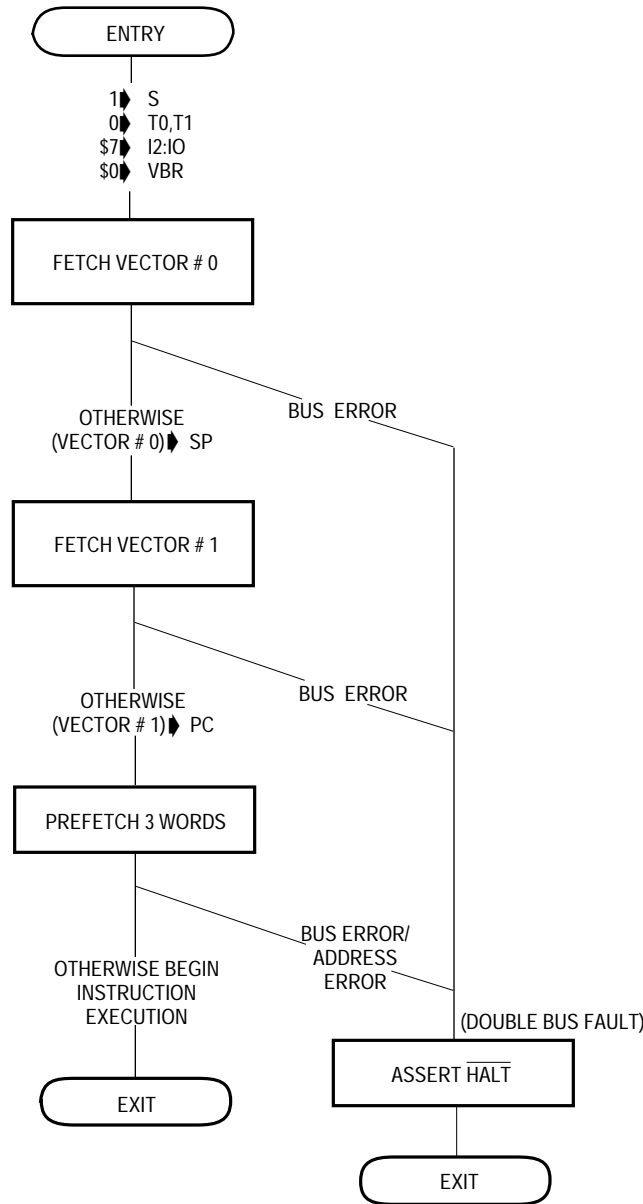 ENTRY
1 S
0 T0,T1
$7 I2:IO
$0 VBR
FETCH VECTOR # 0
BUS ERROR
OTHERWISE
(VECTOR # 0) SP
FETCH VECTOR # 1
BUS ERROR
OTHERWISE
(VECTOR # 1) PC
PREFETCH 3 WORDS
BUS ERROR/
ADDRESS
ERROR
OTHERWISE BEGIN
INSTRUCTION
EXECUTION
(DOUBLE BUS FAULT)
ASSERT HALT
EXIT
EXIT